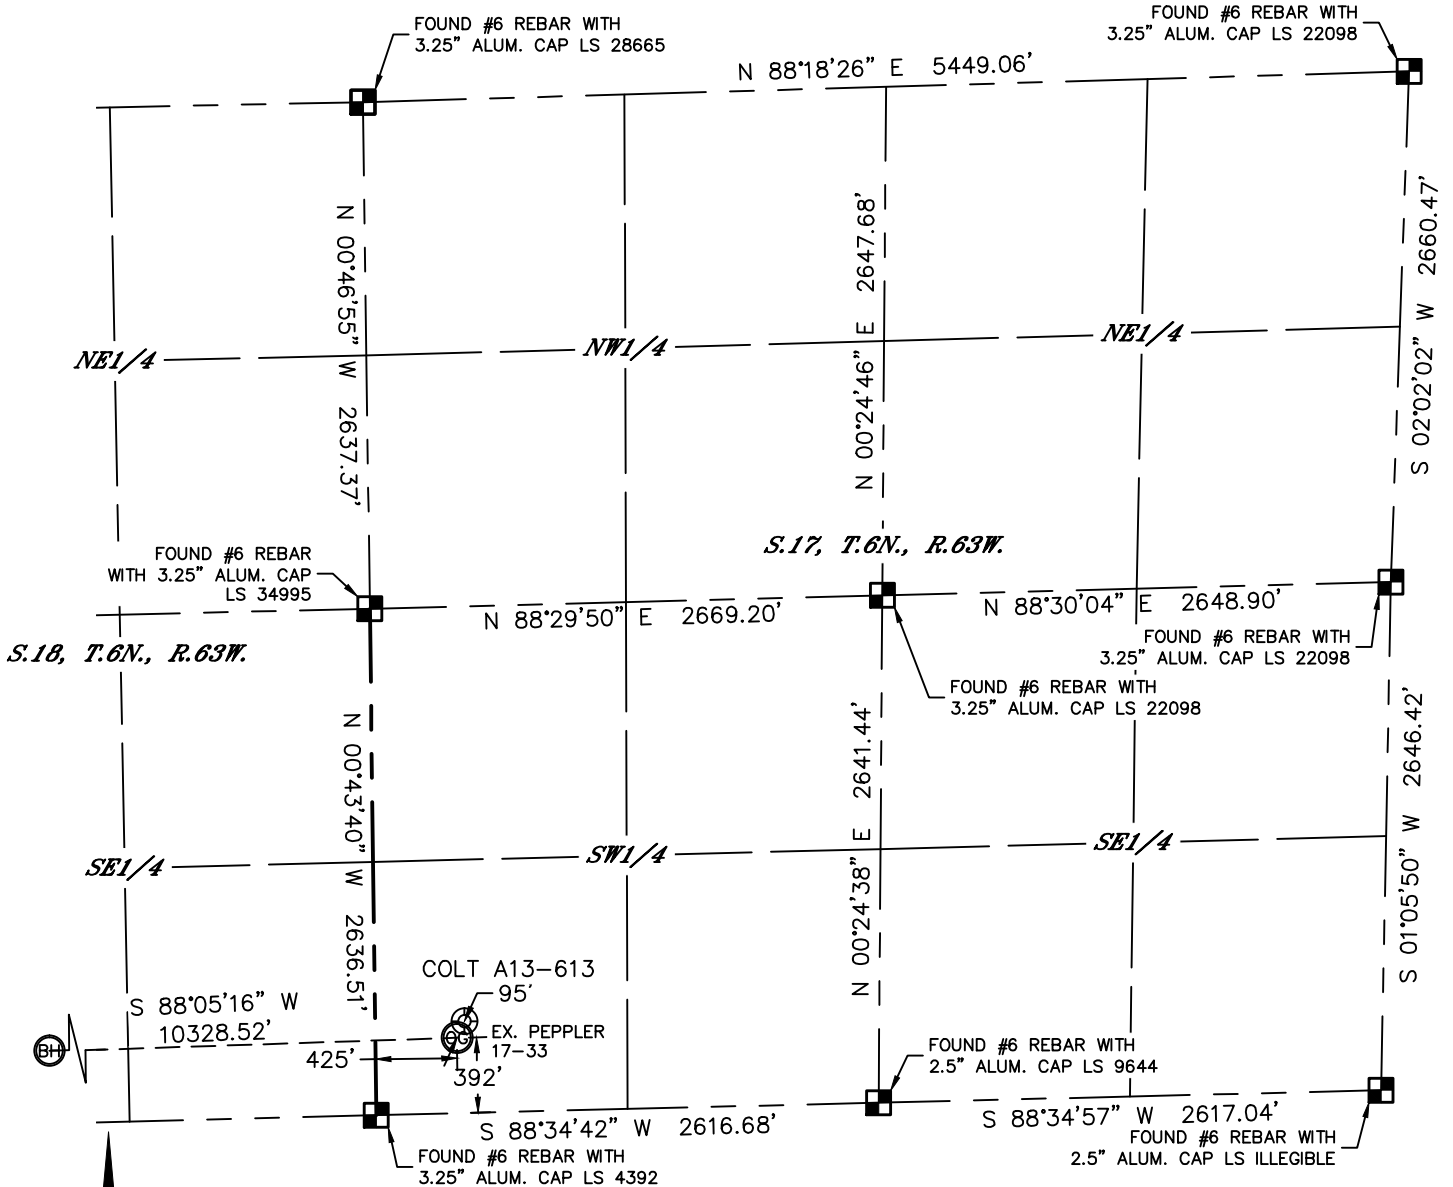 FOUND #6 REBAR WITH
3.25” ALUM. CAP LS 28665
FOUND #6 REBAR WITH
3.25” ALUM. CAP LS 22098
N 88°18'26” E 5449.06'
N 00°46'55” W 2637.37'
N 00°24'46” E 2647.68'
S 02°02'02” W 2660.47'
NE1/4
NW1/4
NE1/4
S.17, T.6N., R.63W.
FOUND #6 REBAR
WITH 3.25” ALUM. CAP
LS 34995
N 88°29'50” E 2669.20'
N 88°30'04” E 2648.90'
S.18, T.6N., R.63W.
FOUND #6 REBAR WITH
3.25” ALUM. CAP LS 22098
FOUND #6 REBAR WITH
3.25” ALUM. CAP LS 22098
N 00°43'40” W 2636.51'
N 00°24'38” E 2641.44'
S 01°05'50” W 2646.42'
SE1/4
SW1/4
SE1/4
COLT A13-613
95'
S 88°05'16” W
10328.52'
BH
OG
EX. PEPPLER
17-33
425'
392'
FOUND #6 REBAR WITH
2.5” ALUM. CAP LS 9644
S 88°34'42” W 2616.68'
S 88°34'57” W 2617.04'
FOUND #6 REBAR WITH
2.5” ALUM. CAP LS ILLEGIBLE
FOUND #6 REBAR WITH
3.25” ALUM. CAP LS 4392